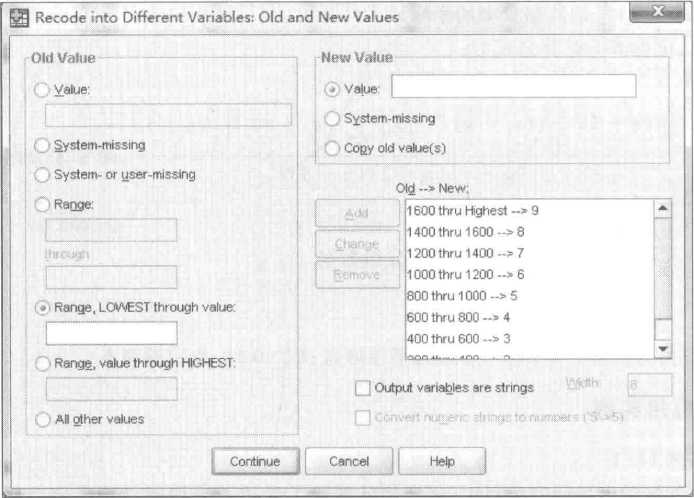 Recode into Different Variables: Old and New Values
Old Value
Value:
System-missing
System- or user-missing
Range:
through
Range, LOWEST through value:
Range, value through HIGHEST:
All other values
New Value
Value:
System-missing
Copy old value(s)
Old --> New:
Add
Change
Remove
1600 thru Highest --> 9
1400 thru 1600 --> 8
1200 thru 1400 --> 7
1000 thru 1200 --> 6
800 thru 1000 --> 5
600 thru 800 --> 4
400 thru 600 --> 3
Output variables are strings
Width:
8
Convert numeric strings to numbers ('5'->5)
Continue
Cancel
Help